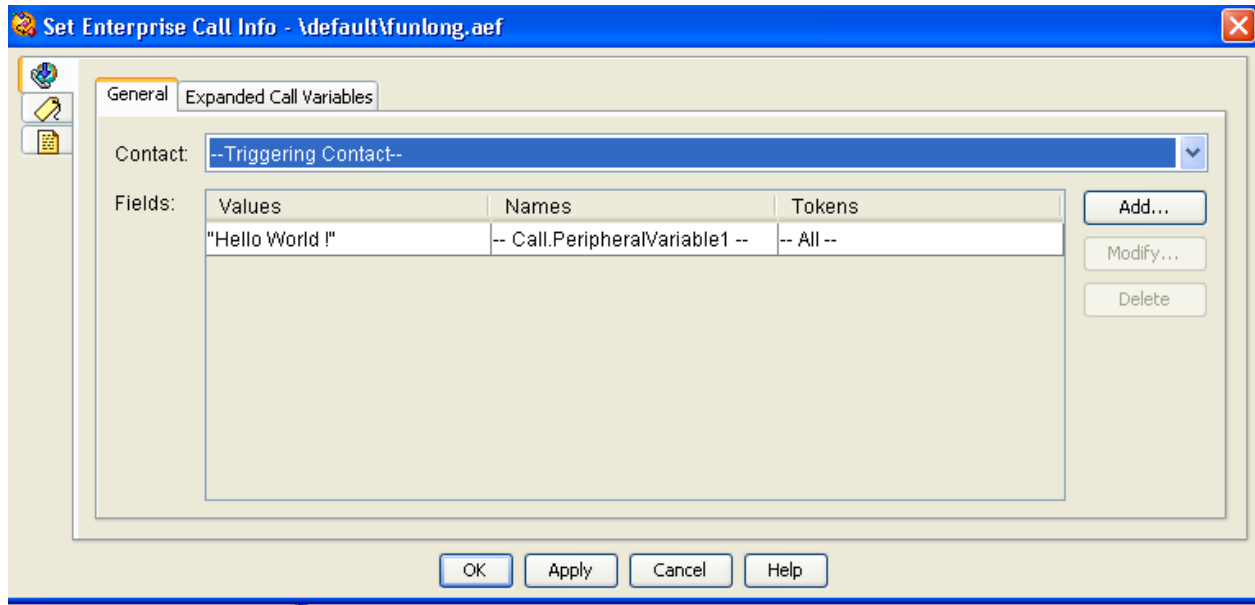 Set Enterprise Call Info - \default\funlong.aef
General Expanded Call Variables
Contact: --Triggering Contact--
Fields: Values Names Tokens Add...
"Hello World !" -- Call.PeripheralVariable1 -- -- All --
Modify...
Delete
OK Apply Cancel Help